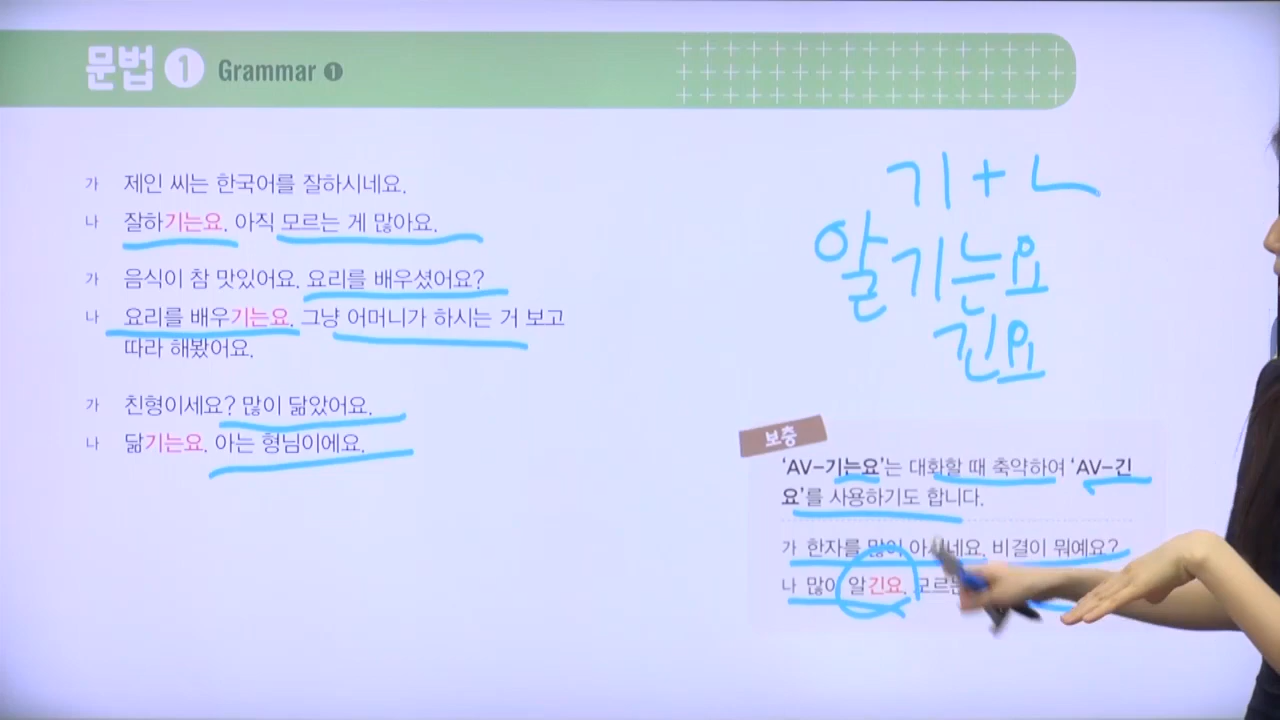 문법 1 Grammar 1
가 제인 씨는 한국어를 잘하시네요.
나 잘하기는요. 아직 모르는 게 많아요.
가 음식이 참 맛있어요. 요리를 배우셨어요?
나 요리를 배우기는요. 그냥 어머니가 하시는 거 보고
따라 해봤어요.
가 친형이세요? 많이 닮았어요.
나 닮기는요. 아는 형님이에요.
기+ㄴ
알기는요
긴요
보충
‘AV-기는요’는 대화할 때 축약하여 ‘AV-긴
요’를 사용하기도 합니다.
가 한자를 많이 아시네요. 비결이 뭐예요?
나 많이 알긴요. 모르는